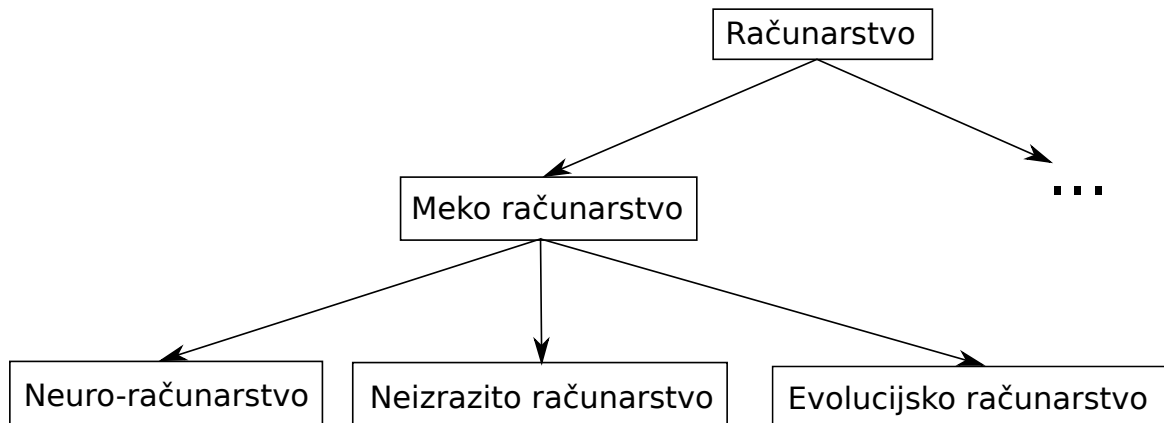 Računarstvo
Meko računarstvo
...
Neuro-računarstvo
Neizrazito računarstvo
Evolucijsko računarstvo